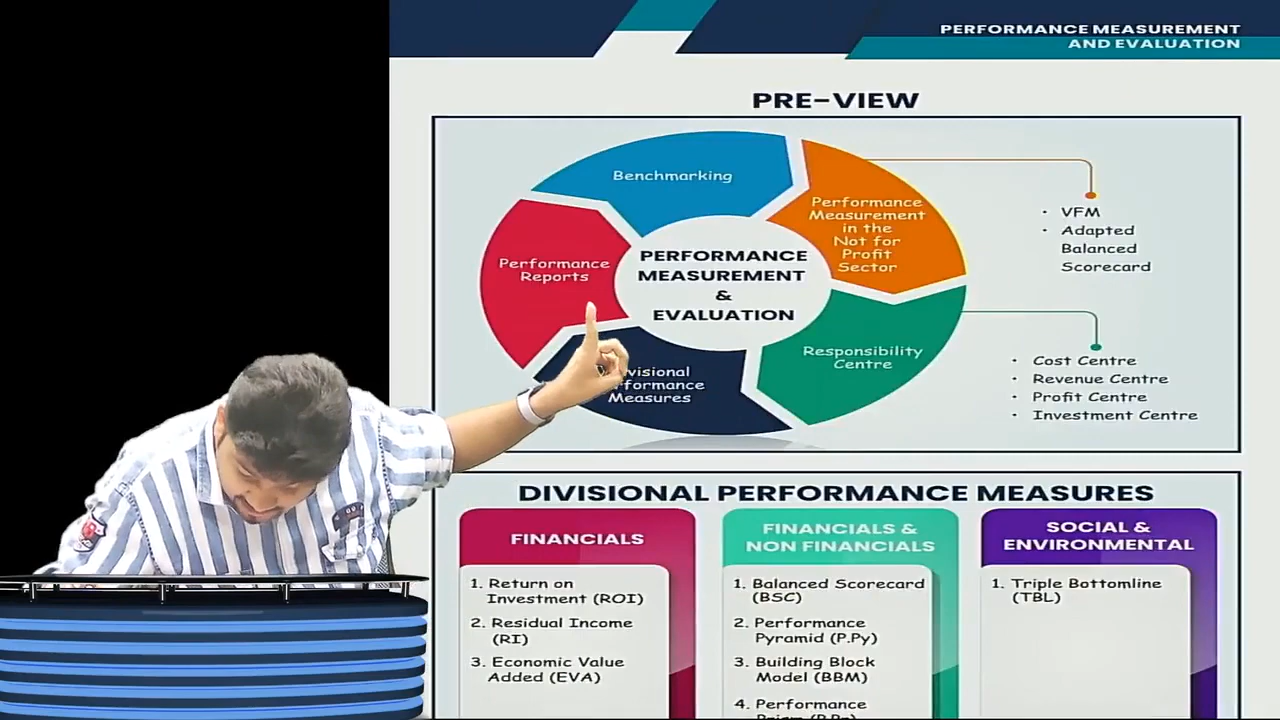 PERFORMANCE MEASUREMENT
AND EVALUATION
PRE-VIEW
Benchmarking
Performance
Measurement
in the
Not for
Profit
Sector
• VFM
• Adapted
Balanced
Scorecard
Performance
Reports
PERFORMANCE
MEASUREMENT
&
EVALUATION
Responsibility
Centre
• Cost Centre
• Revenue Centre
• Profit Centre
• Investment Centre
Divisional
Performance
Measures
DIVISIONAL PERFORMANCE MEASURES
FINANCIALS
1. Return on
Investment (ROI)
2. Residual Income
(RI)
3. Economic Value
Added (EVA)
FINANCIALS &
NON FINANCIALS
1. Balanced Scorecard
(BSC)
2. Performance
Pyramid (P.Py)
3. Building Block
Model (BBM)
4. Performance
SOCIAL &
ENVIRONMENTAL
1. Triple Bottomline
(TBL)